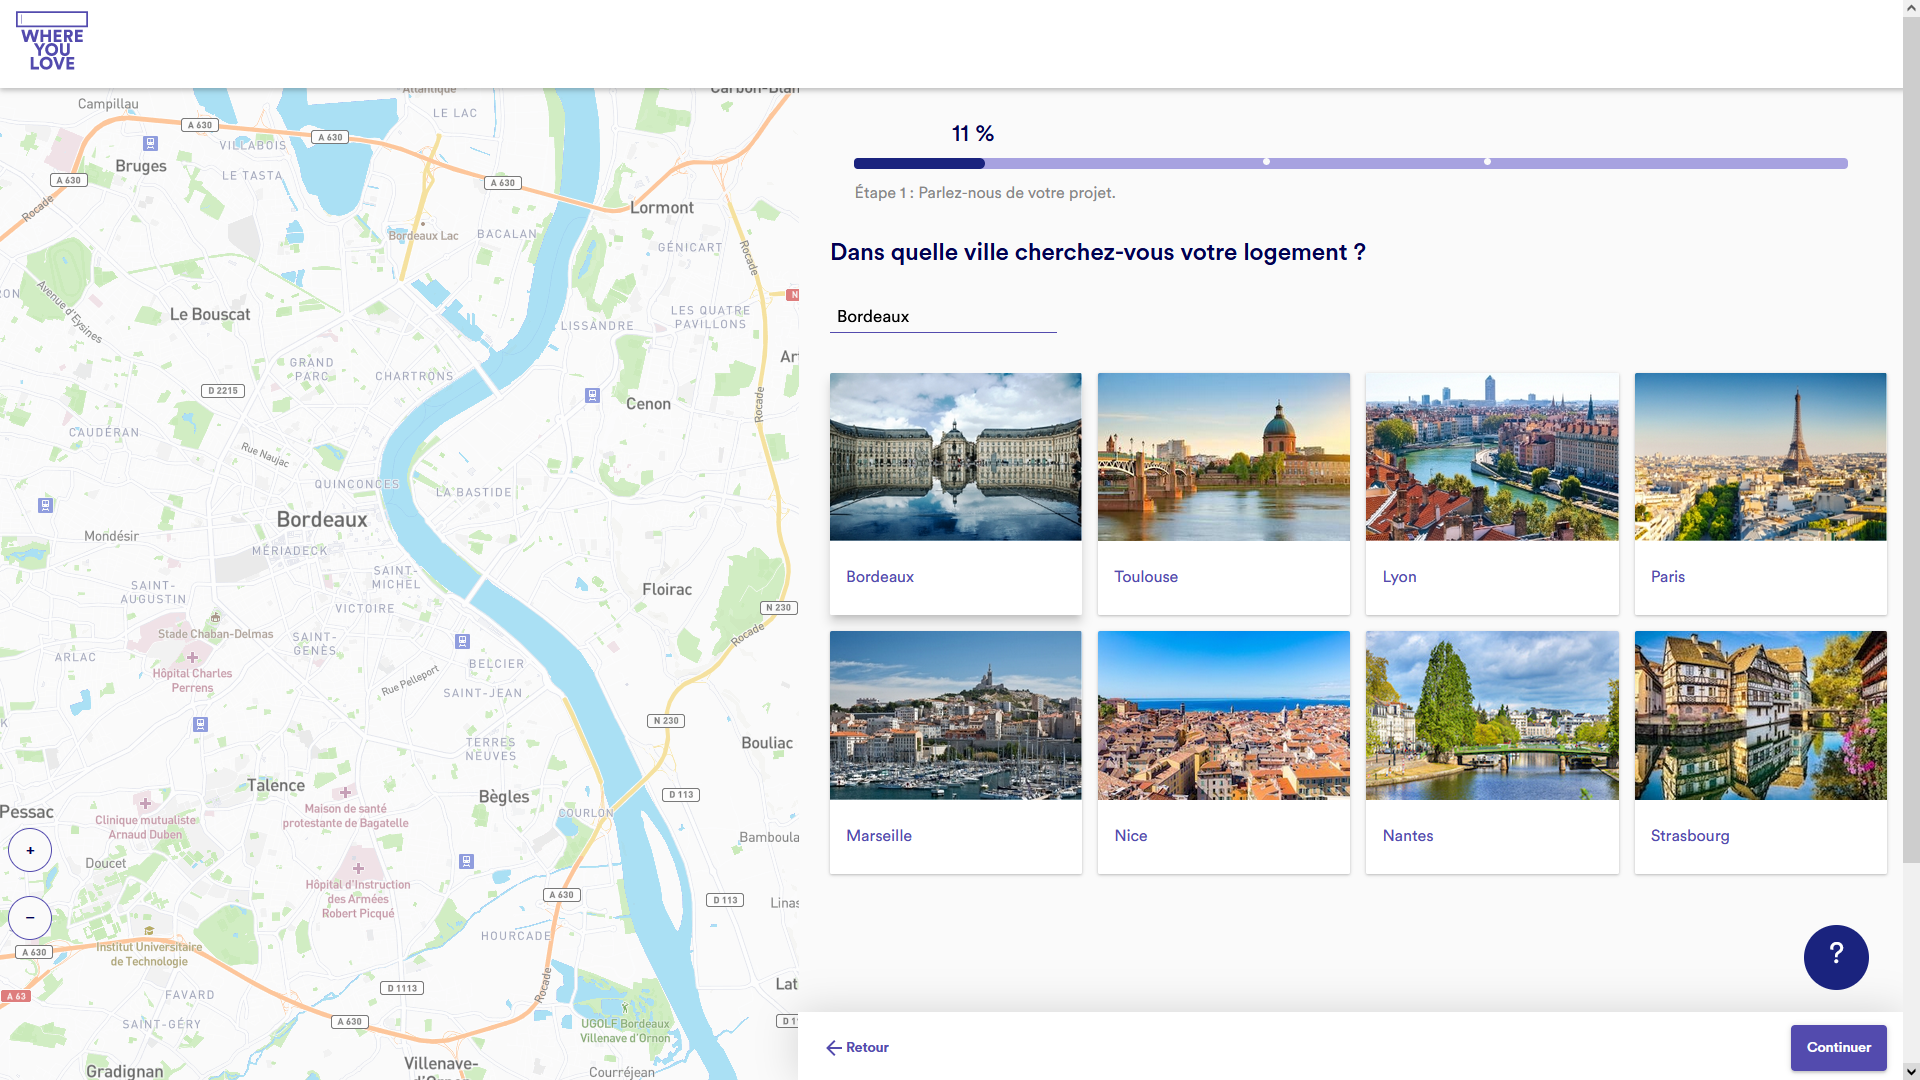 WHERE
YOU
LOVE
11 %
Étape 1 : Parlez-nous de votre projet.
Dans quelle ville cherchez-vous votre logement ?
Bordeaux
Bordeaux
Toulouse
Lyon
Paris
Marseille
Nice
Nantes
Strasbourg
?
Retour
Continuer
Campillau
A 630
A 630
LE LAC
VILLABOIS
Bruges
LE TASTA
A 630
A 630
Rocade
Lormont
Bordeaux Lac
BACALAN
GÉNICART
Rocade
Avenue d'Eysines
Le Bouscat
LISSANDRE
LES QUATRE
PAVILLONS
GRAND
PARC
CHARTRONS
D 2215
Cenon
Rocade
CAUDÉRAN
Rue Naujac
QUINCONCES
LA BASTIDE
Bordeaux
Mondésir
MÉRIADECK
SAINT-
MICHEL
SAINT-
AUGUSTIN
Floirac
VICTOIRE
N 230
Stade Chaban-Delmas
SAINT-
GENÈS
Rocade
ARLAC
BELCIER
Hôpital Charles
Perrens
Rue Pelleport
SAINT-JEAN
N 230
TERRES
NEUVES
Bouliac
Talence
Bègles
D 113
Pessac
Maison de santé
protestante de Bagatelle
COURLON
Clinique mutualiste
Arnaud Duben
Bamboula
+
Doucet
Hôpital d'Instruction
des Armées
Robert Picqué
A 630
D 113
Linas
−
HOURCADE
A 630
Institut Universitaire
de Technologie
Rocade
Lat
D 1113
A 63
FAVARD
SAINT-GÉRY
A 630
UGOLF Bordeaux
Villenave d'Ornon
D 1
Villenave-
d'Ornon
Gradignan
Courréjean